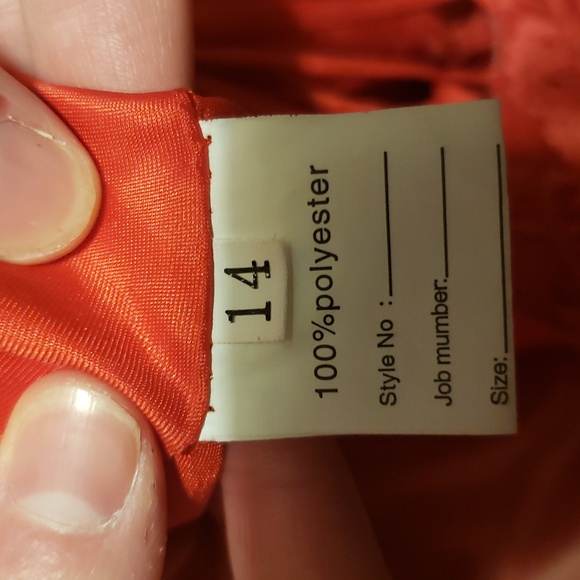 14
100%polyester
Style No :
Job mumber:
Size: